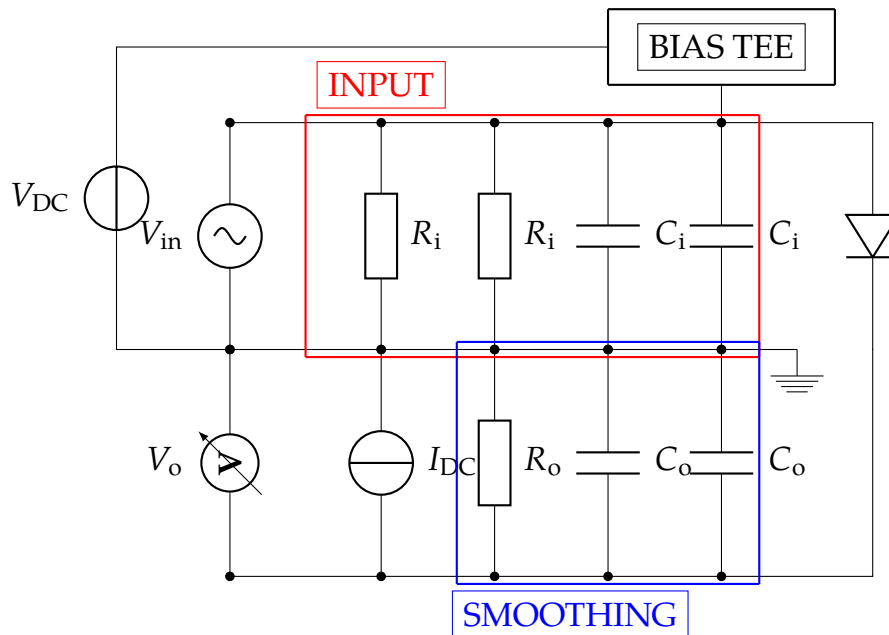 BIAS TEE
INPUT
V_DC
V_in
R_i
R_i
C_i
C_i
V_o
V
I_DC
R_o
C_o
C_o
SMOOTHING